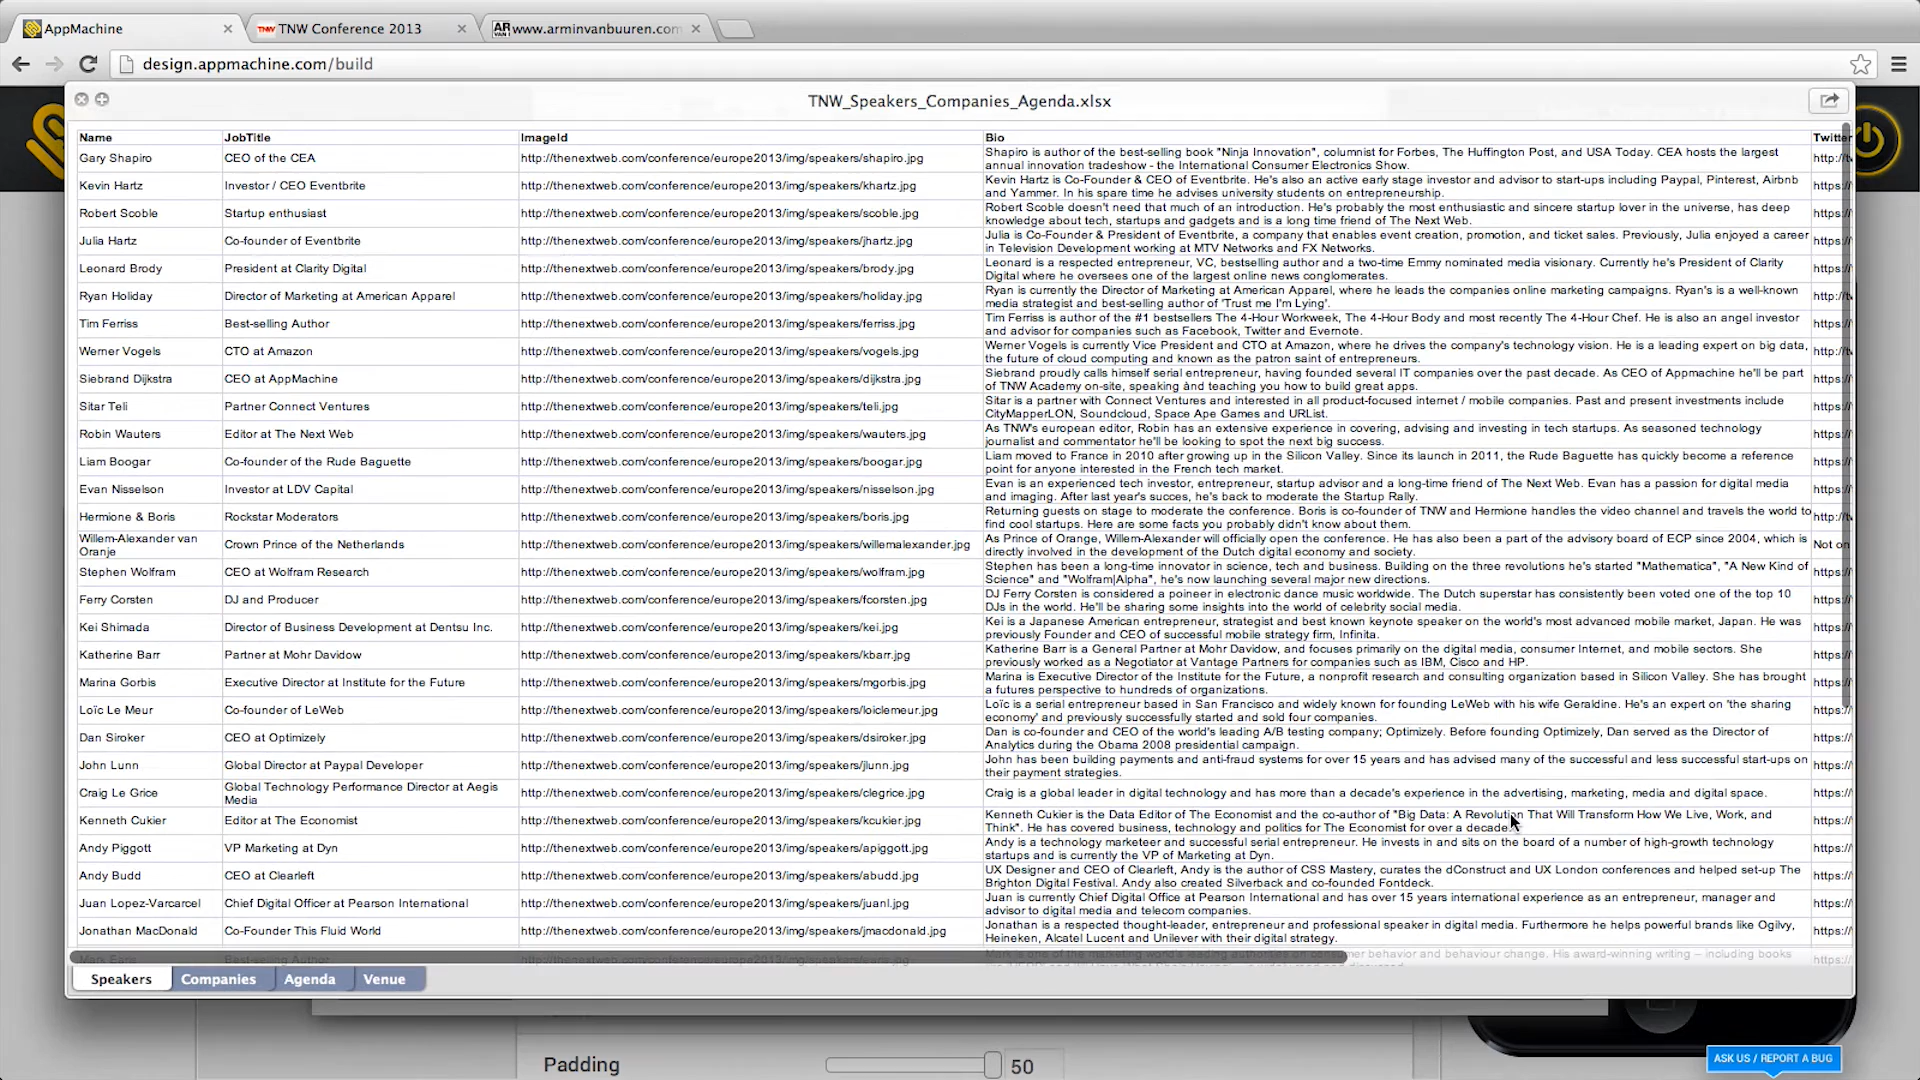 AppMachine
TNW TNW Conference 2013
AR www.arminvanbuuren.com
design.appmachine.com/build
TNW_Speakers_Companies_Agenda.xlsx
Name JobTitle ImageId Bio Twitter
Gary Shapiro CEO of the CEA http://thenextweb.com/conference/europe2013/img/speakers/shapiro.jpg Shapiro is author of the best-selling book "Ninja Innovation", columnist for Forbes, The Huffington Post, and USA Today. CEA hosts the largest
annual innovation tradeshow - the International Consumer Electronics Show. http://t
Kevin Hartz Investor / CEO Eventbrite http://thenextweb.com/conference/europe2013/img/speakers/khartz.jpg Kevin Hartz is Co-Founder & CEO of Eventbrite. He's also an active early stage investor and advisor to start-ups including Paypal, Pinterest, Airbnb
and Yammer. In his spare time he advises university students on entrepreneurship. https://
Robert Scoble Startup enthusiast http://thenextweb.com/conference/europe2013/img/speakers/scoble.jpg Robert Scoble doesn't need that much of an introduction. He's probably the most enthusiastic and sincere startup lover in the universe, has deep
knowledge about tech, startups and gadgets and is a long time friend of The Next Web. https://
Julia Hartz Co-founder of Eventbrite http://thenextweb.com/conference/europe2013/img/speakers/jhartz.jpg Julia is Co-Founder & President of Eventbrite, a company that enables event creation, promotion, and ticket sales. Previously, Julia enjoyed a career
in Television Development working at MTV Networks and FX Networks. https://
Leonard Brody President at Clarity Digital http://thenextweb.com/conference/europe2013/img/speakers/brody.jpg Leonard is a respected entrepreneur, VC, bestselling author and a two-time Emmy nominated media visionary. Currently he's President of Clarity
Digital where he oversees one of the largest online news conglomerates. https://
Ryan Holiday Director of Marketing at American Apparel http://thenextweb.com/conference/europe2013/img/speakers/holiday.jpg Ryan is currently the Director of Marketing at American Apparel, where he leads the companies online marketing campaigns. Ryan's is a well-known
media strategist and best-selling author of 'Trust me I'm Lying'. http://t
Tim Ferriss Best-selling Author http://thenextweb.com/conference/europe2013/img/speakers/ferriss.jpg Tim Ferriss is author of the #1 bestsellers The 4-Hour Workweek, The 4-Hour Body and most recently The 4-Hour Chef. He is also an angel investor
and advisor for companies such as Facebook, Twitter and Evernote. https://
Werner Vogels CTO at Amazon http://thenextweb.com/conference/europe2013/img/speakers/vogels.jpg Werner Vogels is currently Vice President and CTO at Amazon, where he drives the company's technology vision. He is a leading expert on big data,
the future of cloud computing and known as the patron saint of entrepreneurs. http://t
Siebrand Dijkstra CEO at AppMachine http://thenextweb.com/conference/europe2013/img/speakers/dijkstra.jpg Siebrand proudly calls himself serial entrepreneur, having founded several IT companies over the past decade. As CEO of Appmachine he'll be part
of TNW Academy on-site, speaking ànd teaching you how to build great apps. https://
Sitar Teli Partner Connect Ventures http://thenextweb.com/conference/europe2013/img/speakers/teli.jpg Sitar is a partner with Connect Ventures and interested in all product-focused internet / mobile companies. Past and present investments include
CityMapperLON, Soundcloud, Space Ape Games and URList. https://
Robin Wauters Editor at The Next Web http://thenextweb.com/conference/europe2013/img/speakers/wauters.jpg As TNW's european editor, Robin has an extensive experience in covering, advising and investing in tech startups. As seasoned technology
journalist and commentator he'll be looking to spot the next big success. https://
Liam Boogar Co-founder of the Rude Baguette http://thenextweb.com/conference/europe2013/img/speakers/boogar.jpg Liam moved to France in 2010 after growing up in the Silicon Valley. Since its launch in 2011, the Rude Baguette has quickly become a reference
point for anyone interested in the French tech market. https://
Evan Nisselson Investor at LDV Capital http://thenextweb.com/conference/europe2013/img/speakers/nisselson.jpg Evan is an experienced tech investor, entrepreneur, startup advisor and a long-time friend of The Next Web. Evan has a passion for digital media
and imaging. After last year's succes, he's back to moderate the Startup Rally. https://
Hermione & Boris Rockstar Moderators http://thenextweb.com/conference/europe2013/img/speakers/boris.jpg Returning guests on stage to moderate the conference. Boris is co-founder of TNW and Hermione handles the video channel and travels the world to
find cool startups. Here are some facts you probably didn't know about them. http://t
Willem-Alexander van
Oranje Crown Prince of the Netherlands http://thenextweb.com/conference/europe2013/img/speakers/willemalexander.jpg As Prince of Orange, Willem-Alexander will officially open the conference. He has also been a part of the advisory board of ECP since 2004, which is
directly involved in the development of the Dutch digital economy and society. Not on
Stephen Wolfram CEO at Wolfram Research http://thenextweb.com/conference/europe2013/img/speakers/wolfram.jpg Stephen has been a long-time innovator in science, tech and business. Building on the three revolutions he's started "Mathematica", "A New Kind of
Science" and "Wolfram|Alpha", he's now launching several major new directions. https://
Ferry Corsten DJ and Producer http://thenextweb.com/conference/europe2013/img/speakers/fcorsten.jpg DJ Ferry Corsten is considered a poineer in electronic dance music worldwide. The Dutch superstar has consistently been voted one of the top 10
DJs in the world. He'll be sharing some insights into the world of celebrity social media. https://
Kei Shimada Director of Business Development at Dentsu Inc. http://thenextweb.com/conference/europe2013/img/speakers/kei.jpg Kei is a Japanese American entrepreneur, strategist and best known keynote speaker on the world's most advanced mobile market, Japan. He was
previously Founder and CEO of successful mobile strategy firm, Infinita. https://
Katherine Barr Partner at Mohr Davidow http://thenextweb.com/conference/europe2013/img/speakers/kbarr.jpg Katherine Barr is a General Partner at Mohr Davidow, and focuses primarily on the digital media, consumer Internet, and mobile sectors. She
previously worked as a Negotiator at Vantage Partners for companies such as IBM, Cisco and HP. https://
Marina Gorbis Executive Director at Institute for the Future http://thenextweb.com/conference/europe2013/img/speakers/mgorbis.jpg Marina is Executive Director of the Institute for the Future, a nonprofit research and consulting organization based in Silicon Valley. She has brought
a futures perspective to hundreds of organizations. https://
Loïc Le Meur Co-founder of LeWeb http://thenextweb.com/conference/europe2013/img/speakers/loiclemeur.jpg Loïc is a serial entrepreneur based in San Francisco and widely known for founding LeWeb with his wife Geraldine. He's an expert on 'the sharing
economy' and previously successfully started and sold four companies. https://
Dan Siroker CEO at Optimizely http://thenextweb.com/conference/europe2013/img/speakers/dsiroker.jpg Dan is co-founder and CEO of the world's leading A/B testing company; Optimizely. Before founding Optimizely, Dan served as the Director of
Analytics during the Obama 2008 presidential campaign. https://
John Lunn Global Director at Paypal Developer http://thenextweb.com/conference/europe2013/img/speakers/jlunn.jpg John has been building payments and anti-fraud systems for over 15 years and has advised many of the successful and less successful start-ups on
their payment strategies. https://
Craig Le Grice Global Technology Performance Director at Aegis
Media http://thenextweb.com/conference/europe2013/img/speakers/clegrice.jpg Craig is a global leader in digital technology and has more than a decade's experience in the advertising, marketing, media and digital space. https://
Kenneth Cukier Editor at The Economist http://thenextweb.com/conference/europe2013/img/speakers/kcukier.jpg Kenneth Cukier is the Data Editor of The Economist and the co-author of "Big Data: A Revolution That Will Transform How We Live, Work, and
Think". He has covered business, technology and politics for The Economist for over a decade. https://
Andy Piggott VP Marketing at Dyn http://thenextweb.com/conference/europe2013/img/speakers/apiggott.jpg Andy is a technology marketeer and successful serial entrepreneur. He invests in and sits on the board of a number of high-growth technology
startups and is currently the VP of Marketing at Dyn. https://
Andy Budd CEO at Clearleft http://thenextweb.com/conference/europe2013/img/speakers/abudd.jpg UX Designer and CEO of Clearleft, Andy is the author of CSS Mastery, curates the dConstruct and UX London conferences and helped set-up The
Brighton Digital Festival. Andy also created Silverback and co-founded Fontdeck. https://
Juan Lopez-Varcarcel Chief Digital Officer at Pearson International http://thenextweb.com/conference/europe2013/img/speakers/juanl.jpg Juan is currently Chief Digital Office at Pearson International and has over 15 years international experience as an entrepreneur, manager and
advisor to digital media and telecom companies. https://
Jonathan MacDonald Co-Founder This Fluid World http://thenextweb.com/conference/europe2013/img/speakers/jmacdonald.jpg Jonathan is a respected thought-leader, entrepreneur and professional speaker in digital media. Furthermore he helps powerful brands like Ogilvy,
Heineken, Alcatel Lucent and Unilever with their digital strategy. https://
Mark is one of the marketing world's leading authorities on consumer behavior and behaviour change. His award-winning writing – including books
https://
Speakers Companies Agenda Venue
Padding 50
ASK US / REPORT A BUG